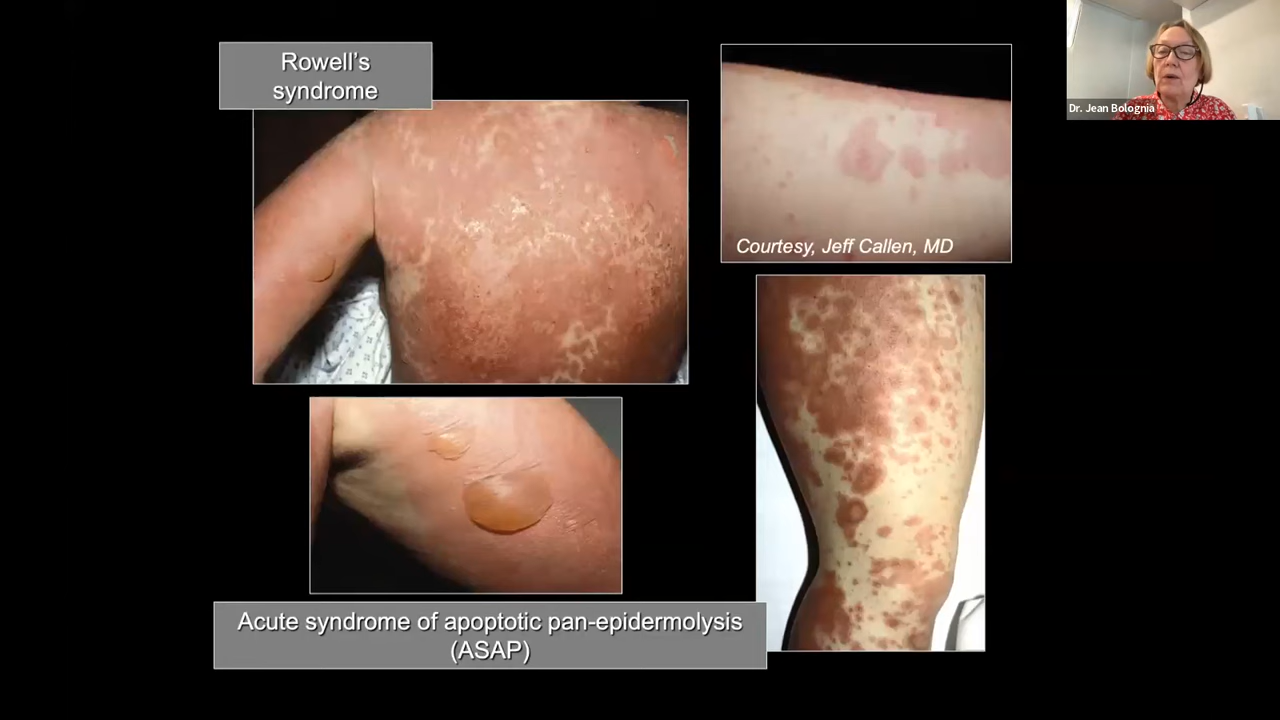 Rowell's
syndrome
Dr. Jean Bolognia
Courtesy, Jeff Callen, MD
Acute syndrome of apoptotic pan-epidermolysis
(ASAP)